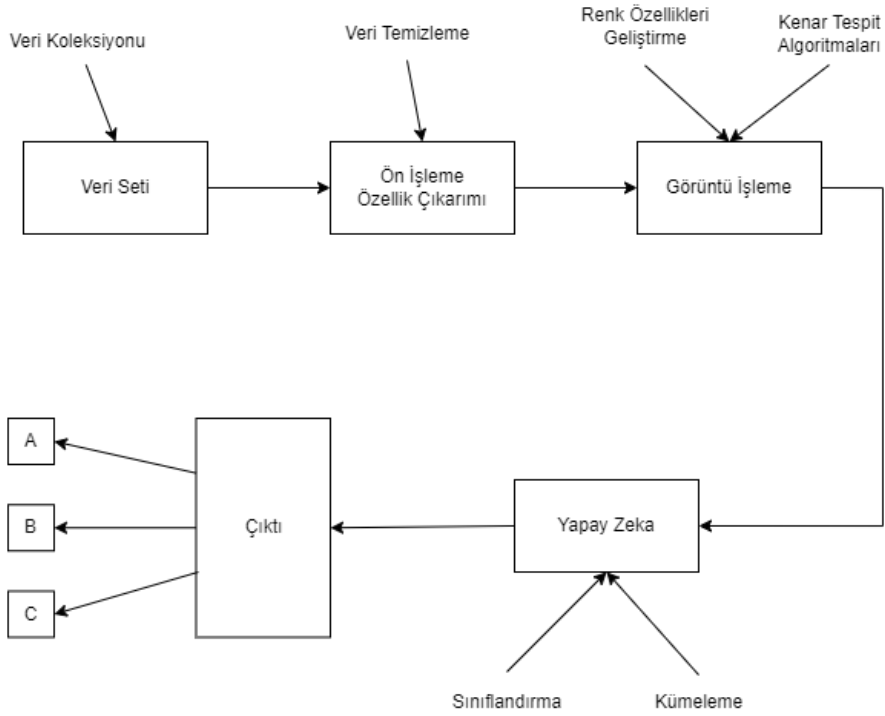 Veri Koleksiyonu
Veri Temizleme
Renk Özellikleri
Geliştirme
Kenar Tespit
Algoritmaları
Veri Seti
Ön İşleme
Özellik Çıkarımı
Görüntü İşleme
A
B
C
Çıktı
Yapay Zeka
Sınıflandırma
Kümeleme